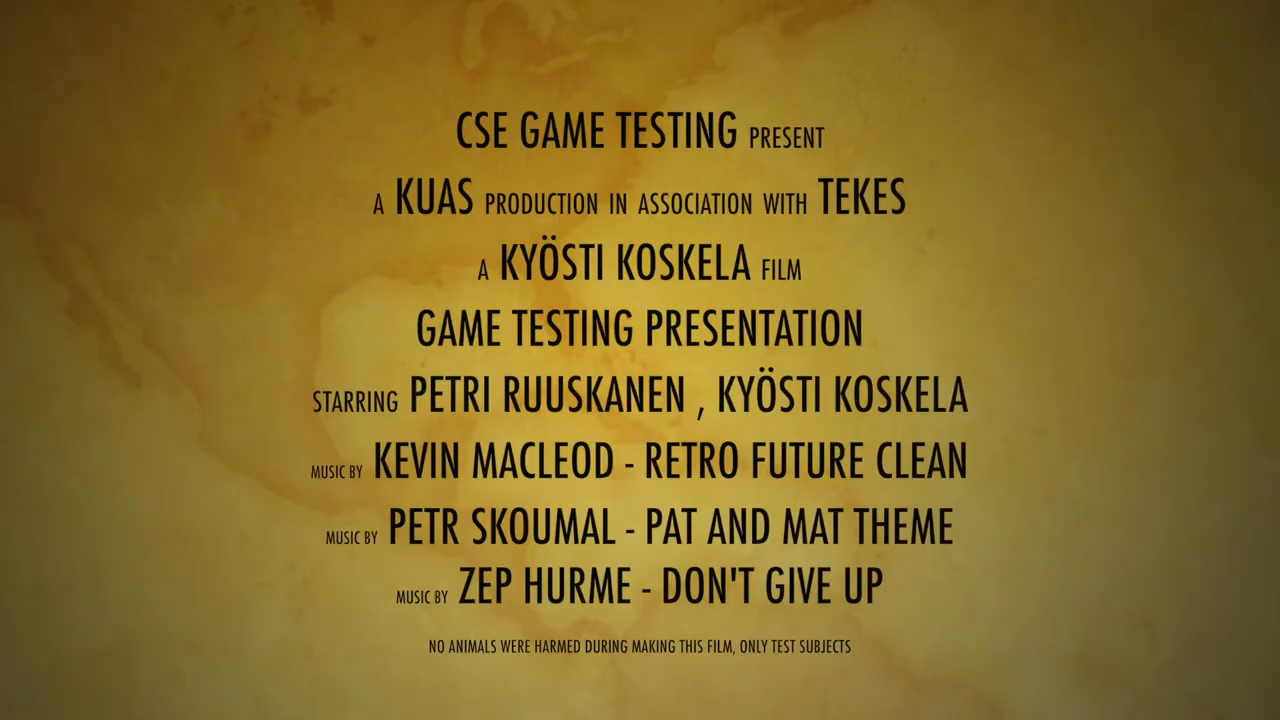 CSE GAME TESTING PRESENT
A KUAS PRODUCTION IN ASSOCIATION WITH TEKES
A KYÖSTI KOSKELA FILM
GAME TESTING PRESENTATION
STARRING PETRI RUUSKANEN , KYÖSTI KOSKELA
MUSIC BY KEVIN MACLEOD - RETRO FUTURE CLEAN
MUSIC BY PETR SKOUMAL - PAT AND MAT THEME
MUSIC BY ZEP HURME - DON'T GIVE UP
NO ANIMALS WERE HARMED DURING MAKING THIS FILM, ONLY TEST SUBJECTS